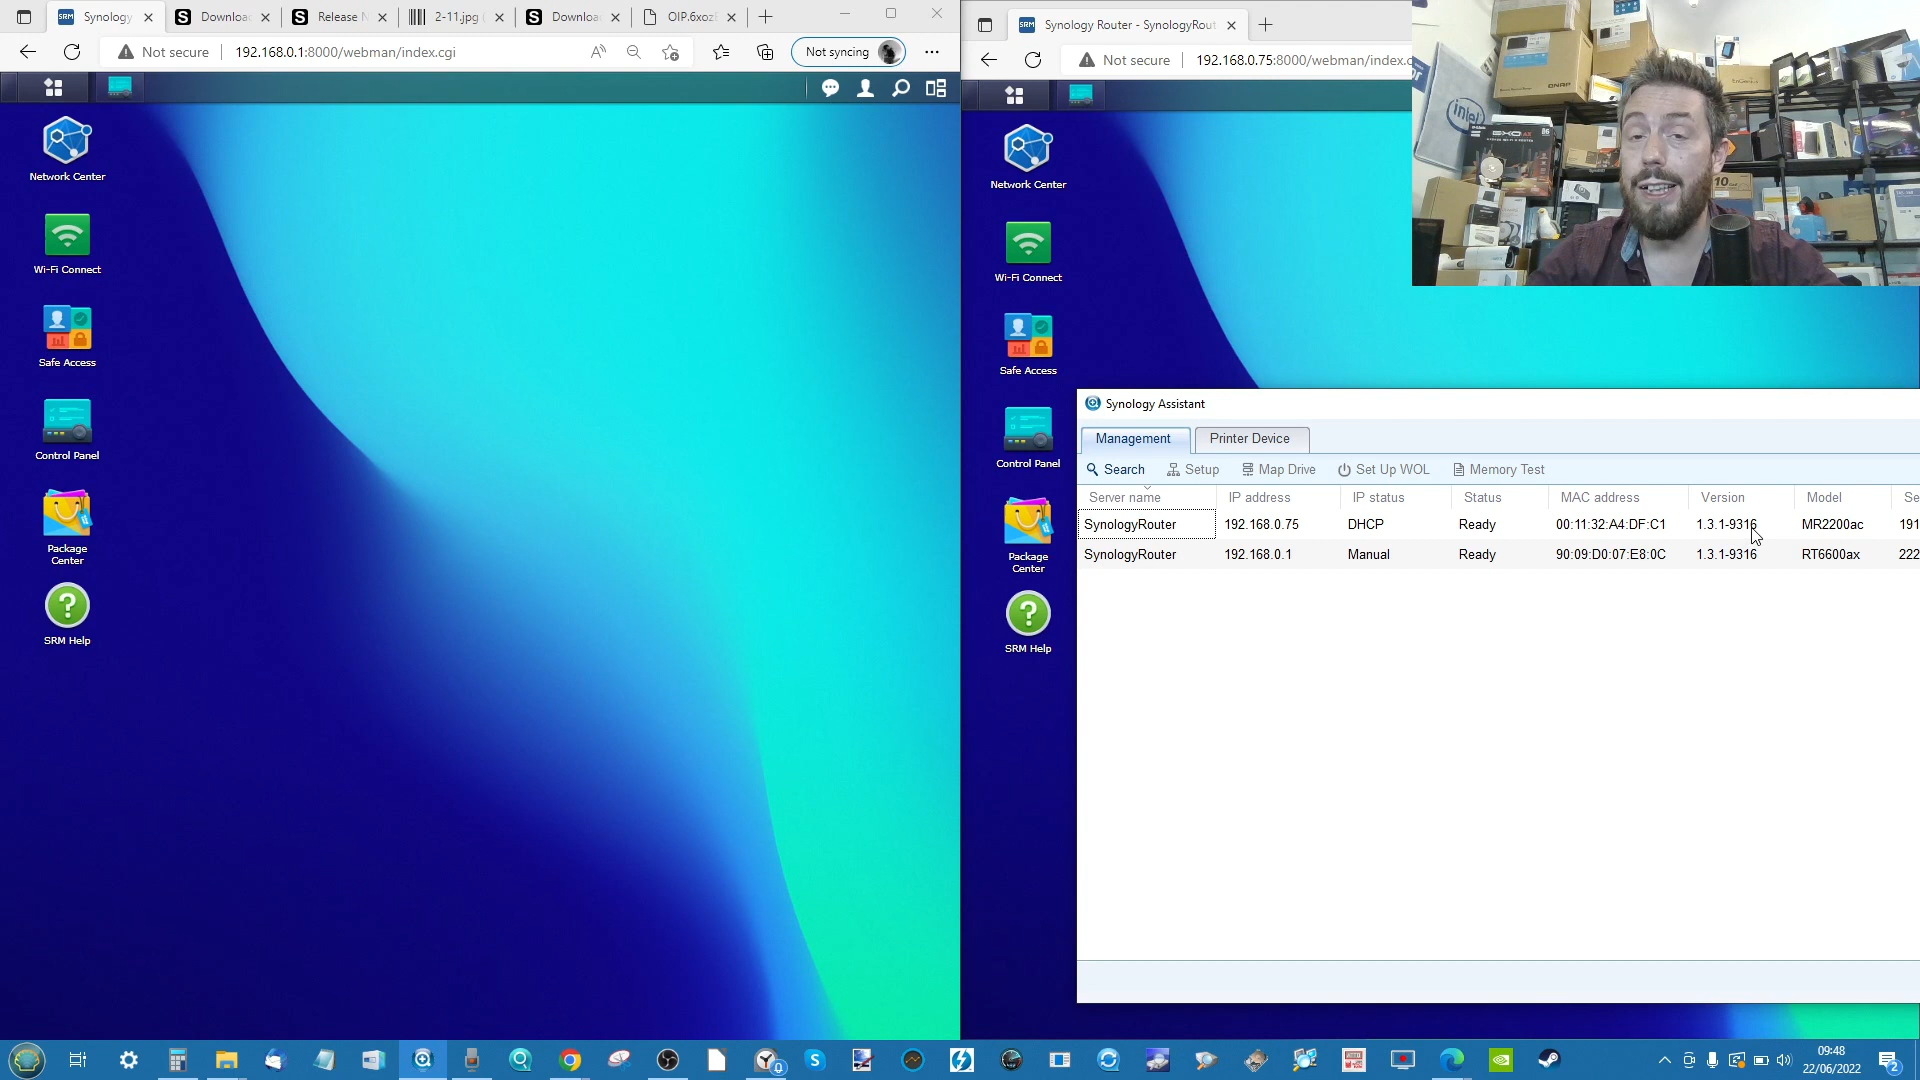 Synology
Downloa
Release N
2-11.jpg (
Downloa
OIP.6xoz
Synology Router - SynologyRout
Not secure
192.168.0.1:8000/webman/index.cgi
Not syncing
Not secure
192.168.0.75:8000/webman/index.c
Network Center
Wi-Fi Connect
Safe Access
Control Panel
Package
Center
SRM Help
Network Center
Wi-Fi Connect
Safe Access
Control Panel
Package
Center
SRM Help
intel
QNAP
EXO AX
Synology Assistant
Management
Printer Device
Search
Setup
Map Drive
Set Up WOL
Memory Test
Server name IP address IP status Status MAC address Version Model Se
SynologyRouter 192.168.0.75 DHCP Ready 00:11:32:A4:DF:C1 1.3.1-9316 MR2200ac 191
SynologyRouter 192.168.0.1 Manual Ready 90:09:D0:07:E8:0C 1.3.1-9316 RT6600ax 222
09:48
22/06/2022
2